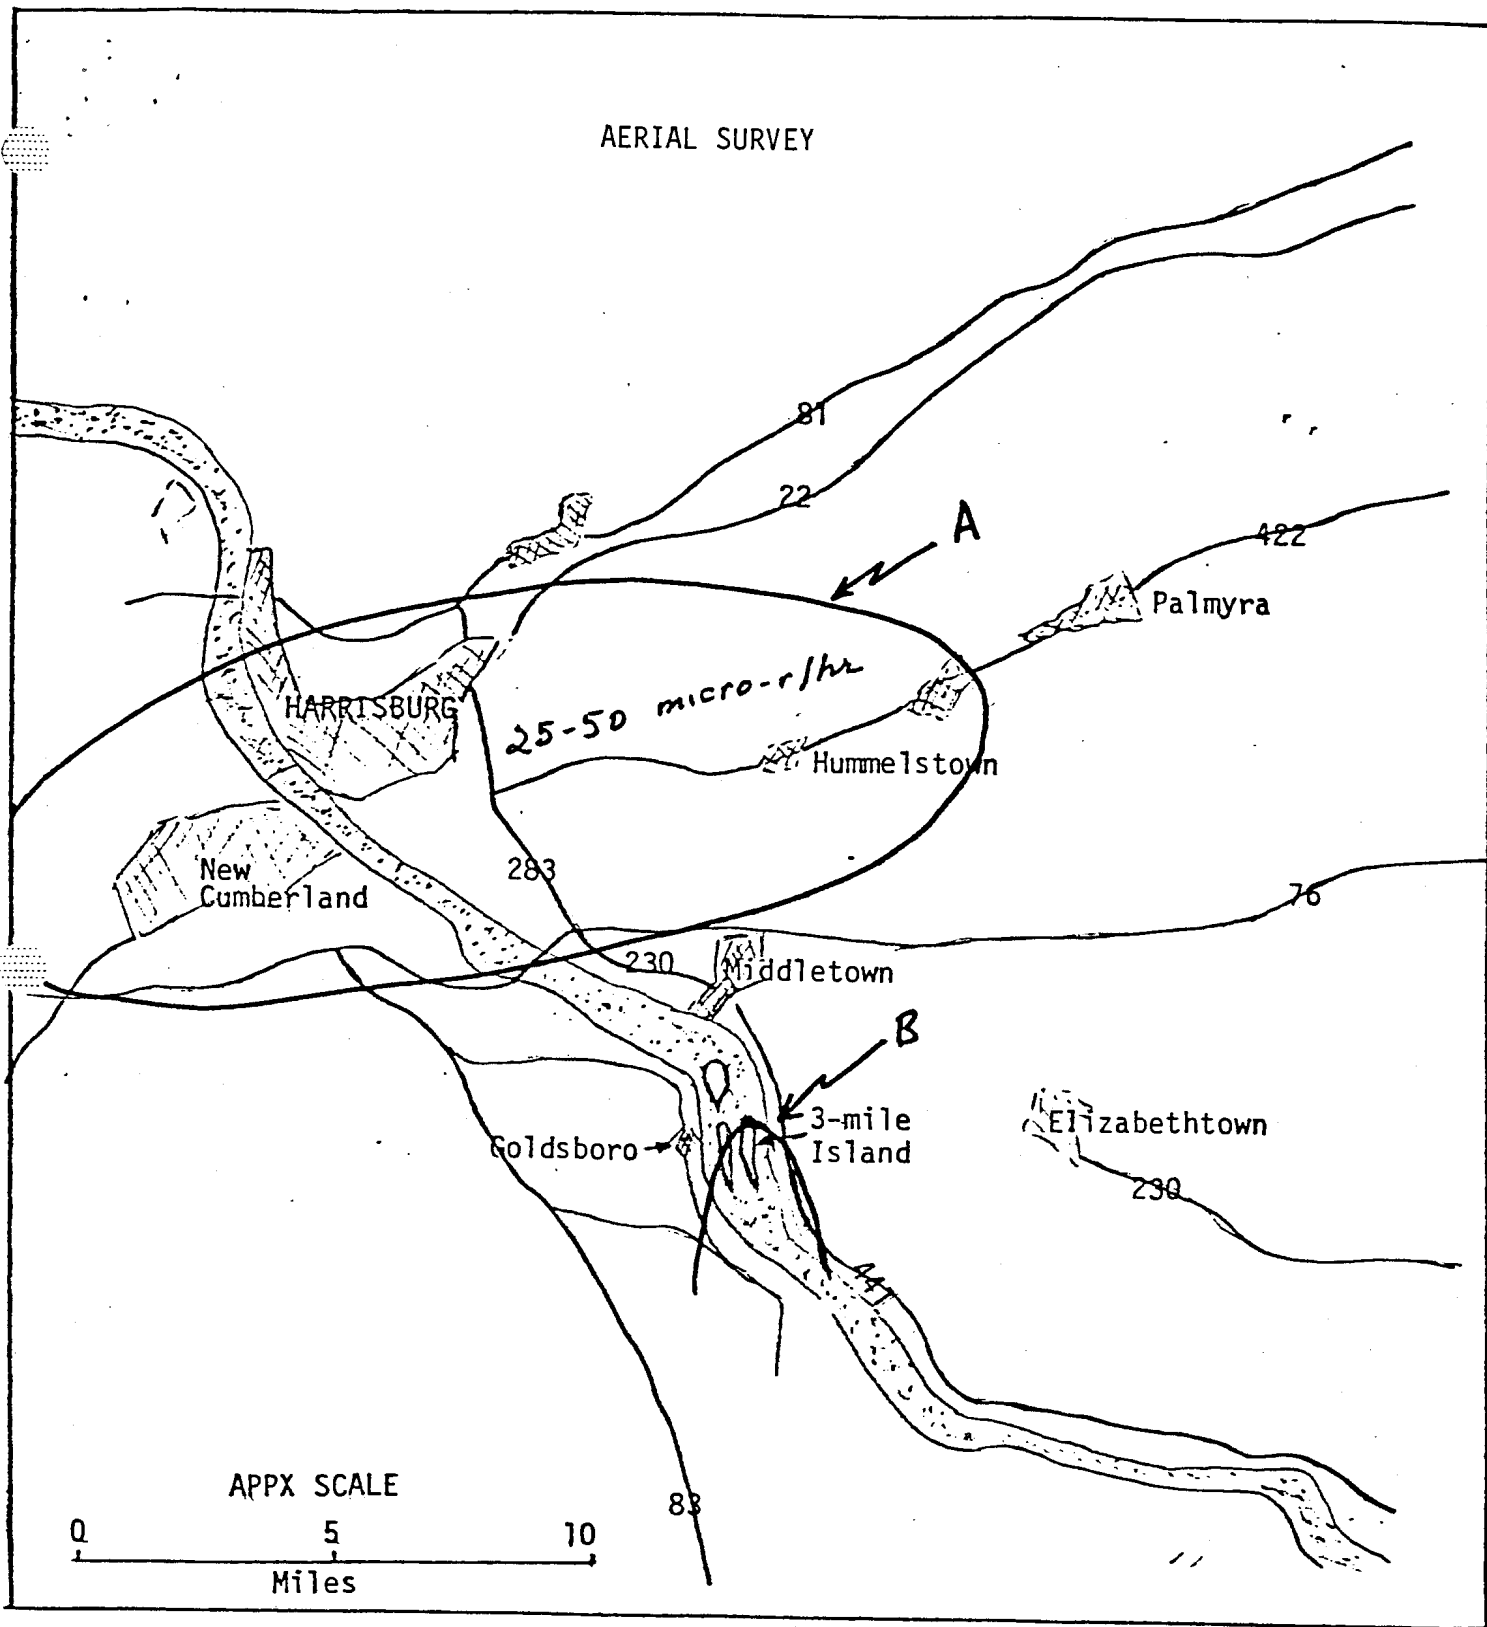 AERIAL SURVEY
81
22
A
422
Palmyra
HARRISBURG
25-50 micro-r/hr
Hummelstown
283
New
Cumberland
76
230
Middletown
B
3-mile
Island
Goldsboro
Elizabethtown
230
APPX SCALE
83
0 5 10
Miles